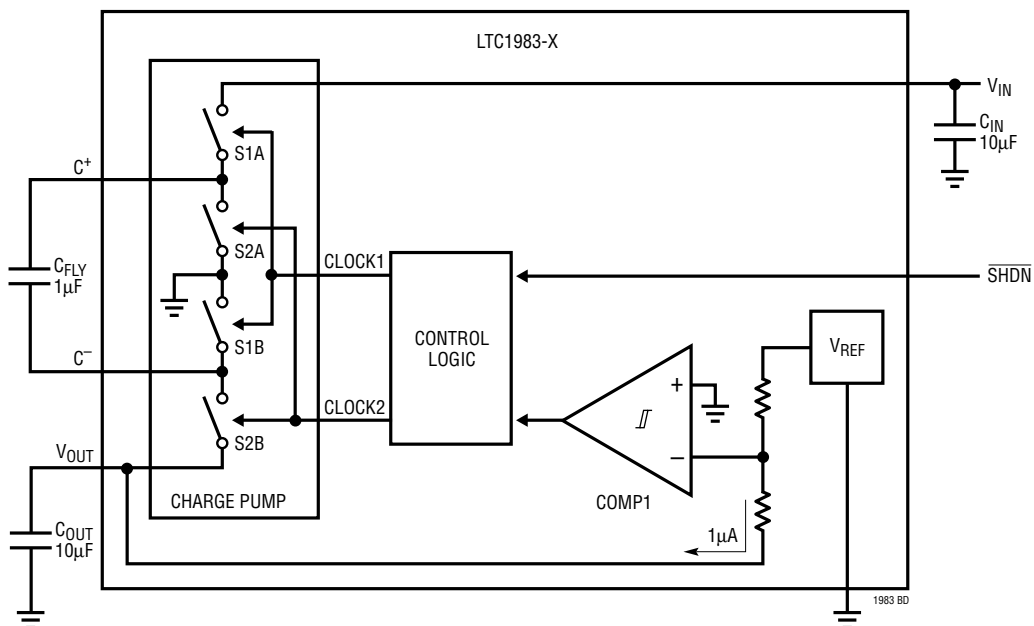 LTC1983-X
V_IN
C_IN
10µF
S1A
C⁺
S2A
CLOCK1
C_FLY
1µF
S̅H̅D̅N̅
S1B
CONTROL
LOGIC
V_REF
C⁻
+
CLOCK2
S2B
V_OUT
–
CHARGE PUMP
COMP1
1µA
C_OUT
10µF
1983 BD